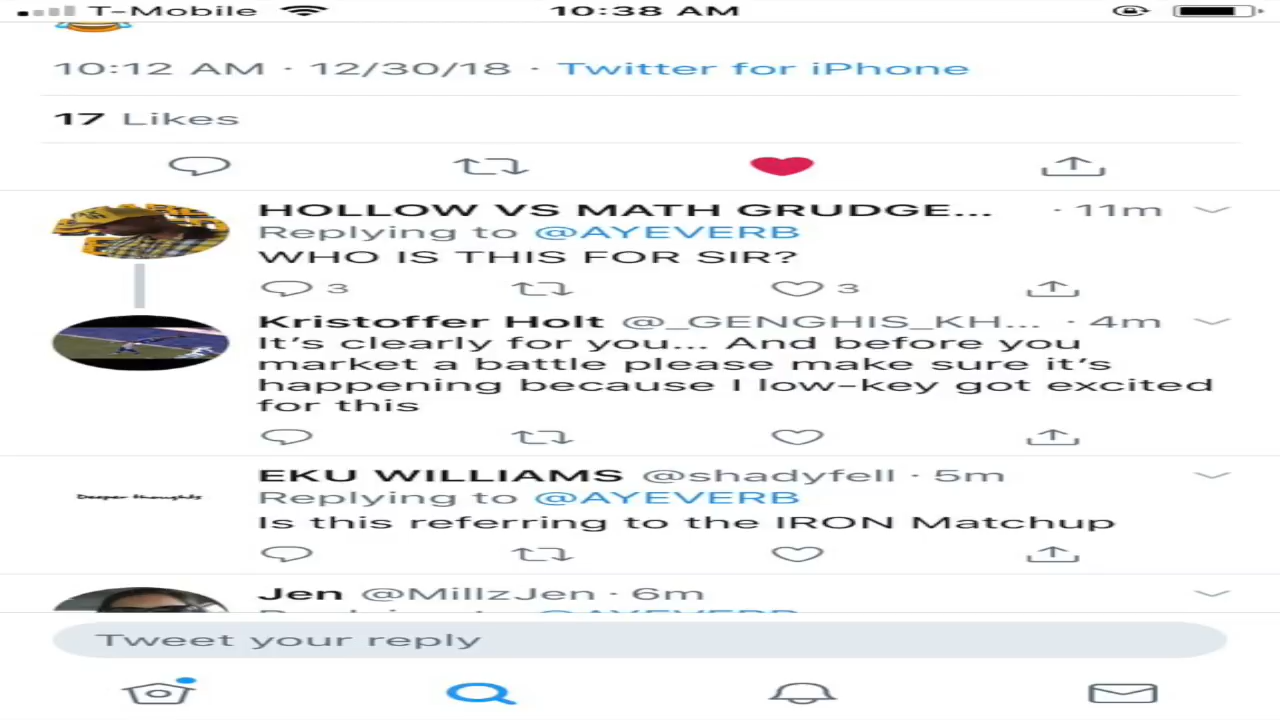 T-Mobile 10:38 AM
10:12 AM · 12/30/18 · Twitter for iPhone
17 Likes
HOLLOW VS MATH GRUDGE... · 11m
Replying to @AYEVERB
WHO IS THIS FOR SIR?
3 3
Kristoffer Holt @_GENGHIS_KH... · 4m
It's clearly for you... And before you
market a battle please make sure it's
happening because I low-key got excited
for this
EKU WILLIAMS @shadyfell · 5m
Deeper thoughts
Replying to @AYEVERB
Is this referring to the IRON Matchup
Jen @MillzJen · 6m
Tweet your reply